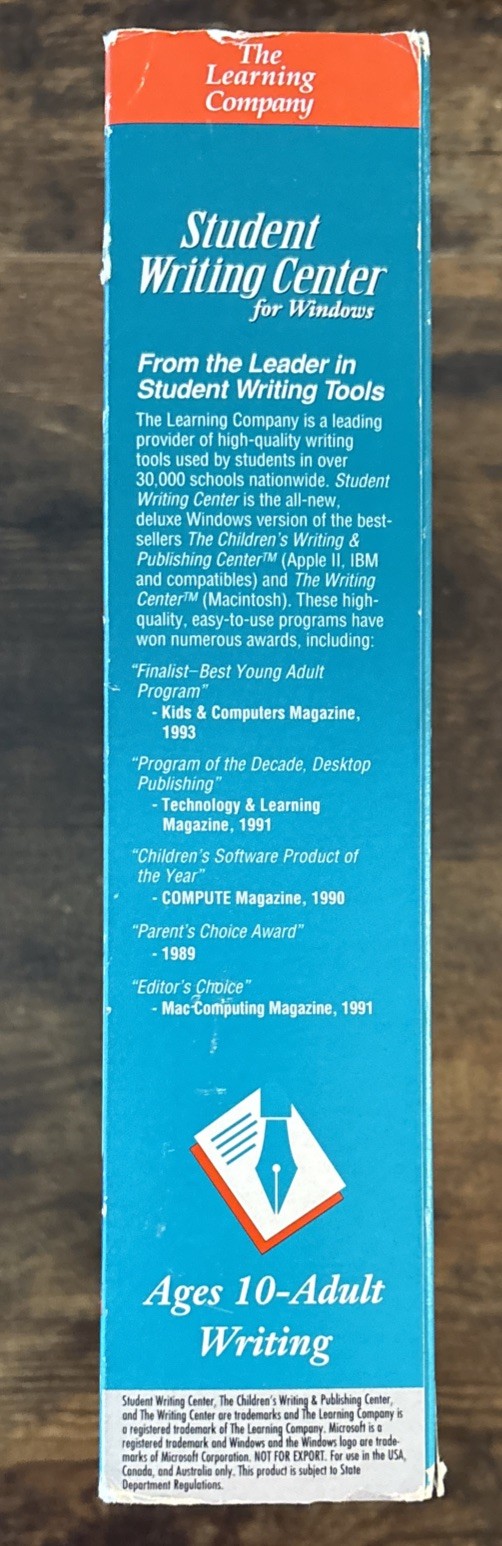 The
Learning
Company
Student
Writing Center
for Windows
From the Leader in
Student Writing Tools
The Learning Company is a leading
provider of high-quality writing
tools used by students in over
30,000 schools nationwide. Student
Writing Center is the all-new,
deluxe Windows version of the best-
sellers The Children's Writing &
Publishing Center™ (Apple II, IBM
and compatibles) and The Writing
Center™ (Macintosh). These high-
quality, easy-to-use programs have
won numerous awards, including:
"Finalist–Best Young Adult
Program"
- Kids & Computers Magazine,
1993
"Program of the Decade, Desktop
Publishing"
- Technology & Learning
Magazine, 1991
"Children's Software Product of
the Year"
- COMPUTE Magazine, 1990
"Parent's Choice Award"
- 1989
"Editor's Choice"
- Mac Computing Magazine, 1991
Ages 10-Adult
Writing
Student Writing Center, The Children's Writing & Publishing Center,
and The Writing Center are trademarks and The Learning Company is
a registered trademark of The Learning Company. Microsoft is a
registered trademark and Windows and the Windows logo are trade-
marks of Microsoft Corporation. NOT FOR EXPORT. For use in the USA,
Canada, and Australia only. This product is subject to State
Department Regulations.